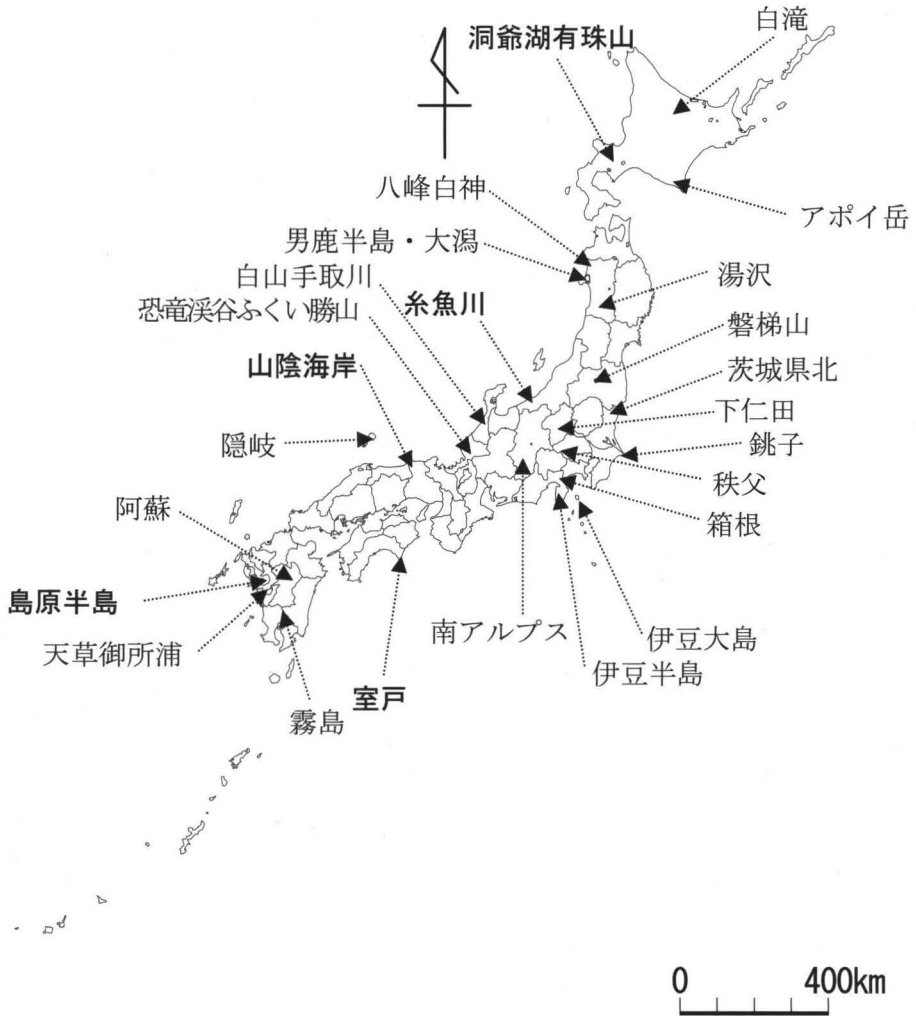 白滝
洞爺湖有珠山
八峰白神
アポイ岳
男鹿半島・大潟
白山手取川
湯沢
恐竜渓谷ふくい勝山
糸魚川
磐梯山
山陰海岸
茨城県北
下仁田
隠岐
銚子
秩父
阿蘇
箱根
島原半島
南アルプス
伊豆大島
天草御所浦
伊豆半島
室戸
霧島
0 400km